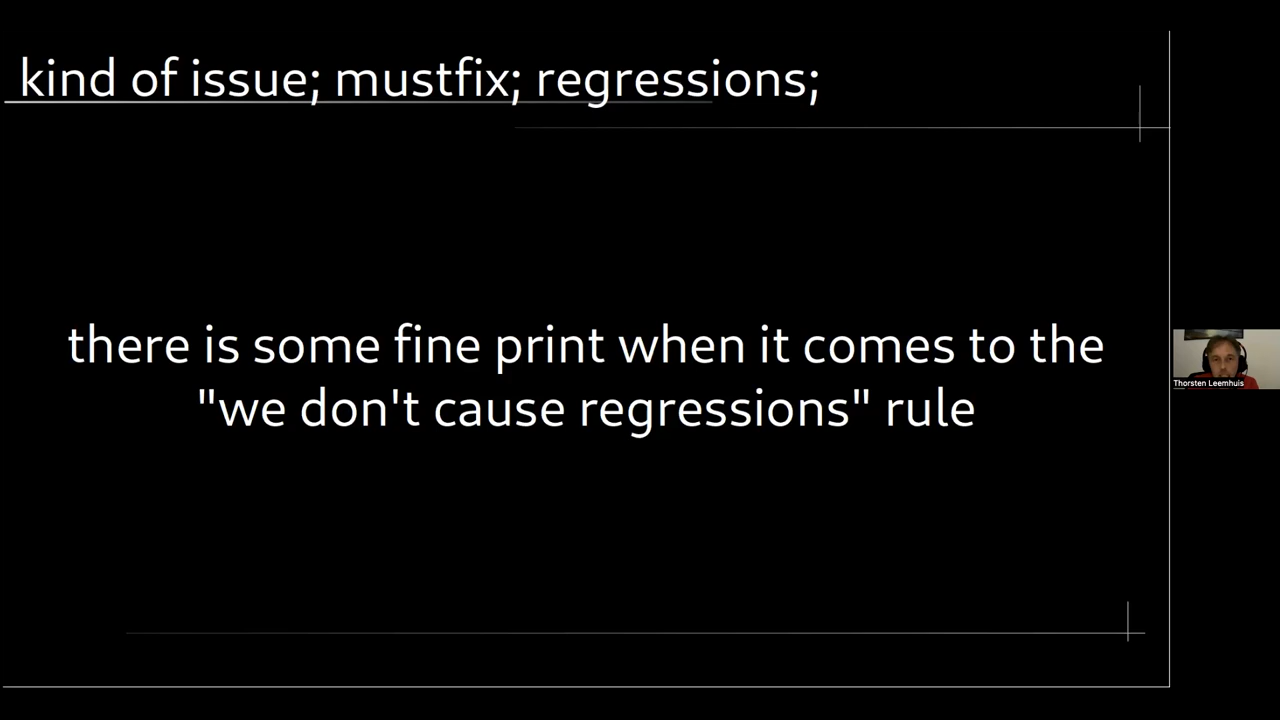 kind of issue; mustfix; regressions;
there is some fine print when it comes to the
"we don't cause regressions" rule
Thorsten Leemhuis